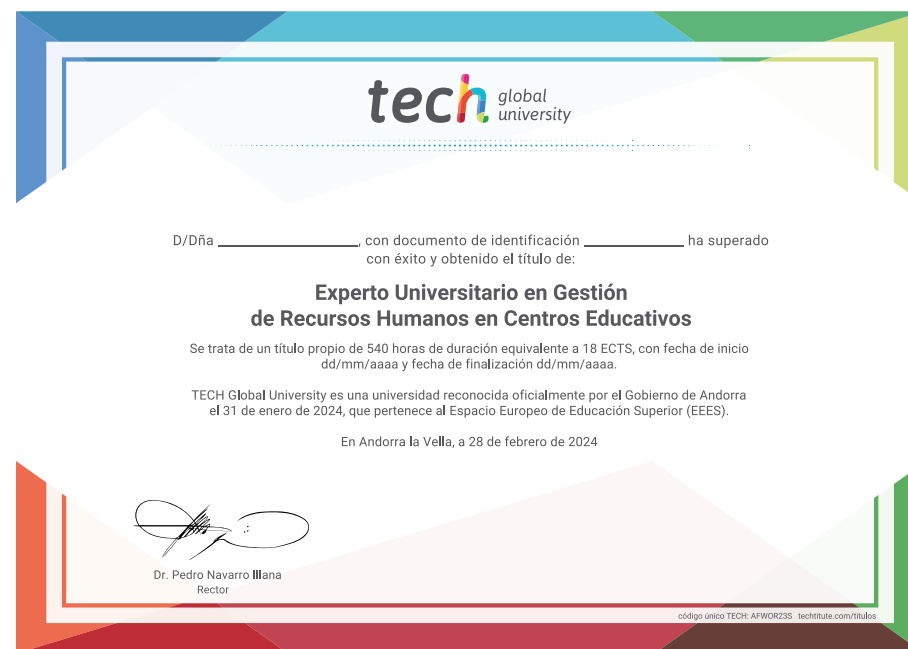 tech global
university
D/Dña ____________________, con documento de identificación ______________ ha superado
con éxito y obtenido el título de:
Experto Universitario en Gestión
de Recursos Humanos en Centros Educativos
Se trata de un título propio de 540 horas de duración equivalente a 18 ECTS, con fecha de inicio
dd/mm/aaaa y fecha de finalización dd/mm/aaaa.
TECH Global University es una universidad reconocida oficialmente por el Gobierno de Andorra
el 31 de enero de 2024, que pertenece al Espacio Europeo de Educación Superior (EEES).
En Andorra la Vella, a 28 de febrero de 2024
Dr. Pedro Navarro Illana
Rector
código único TECH: AFWOR23S techtitute.com/titulos